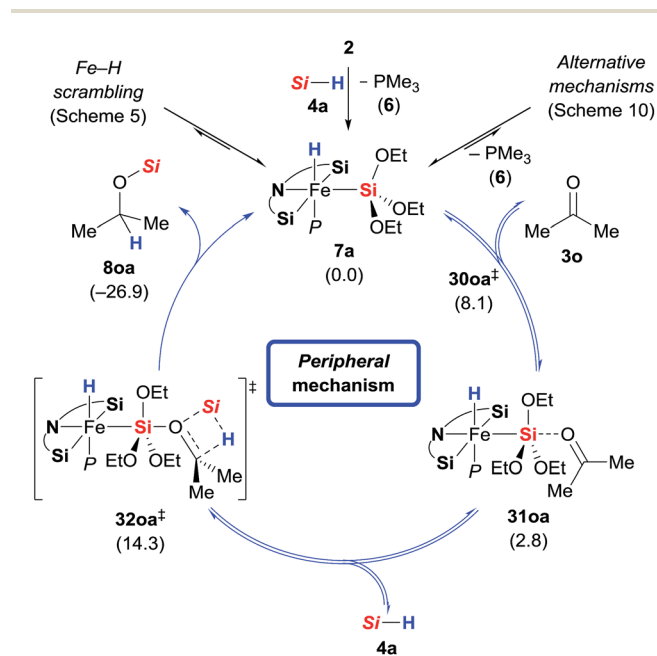 2
Fe–H
scrambling
(Scheme 5)
Si—H
4a
– PMe₃
(6)
Alternative
mechanisms
(Scheme 10)
– PMe₃
(6)
H
Si
N
Fe
Si
OEt
OEt
OEt
Si
P
7a
(0.0)
Si
O
Me
Me
H
8oa
(–26.9)
O
Me
Me
3o
30oa‡
(8.1)
Peripheral
mechanism
H
Si
OEt
Si
H
N
Fe
Si
O
Si
P
EtO
OEt
Me
Me
‡
32oa‡
(14.3)
H
OEt
Si
N
Fe
Si
O
Si
P
EtO
OEt
Me
Me
31oa
(2.8)
Si—H
4a